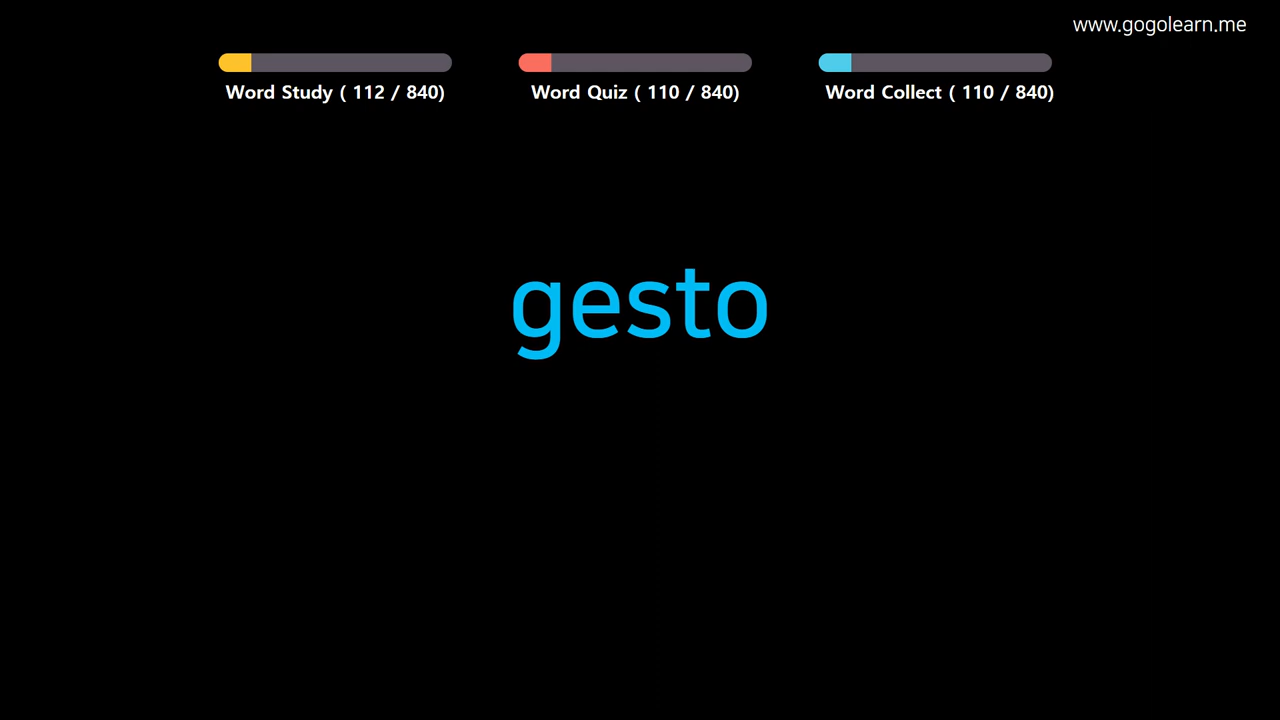 www.gogolearn.me
Word Study ( 112 / 840)
Word Quiz ( 110 / 840)
Word Collect ( 110 / 840)
gesto